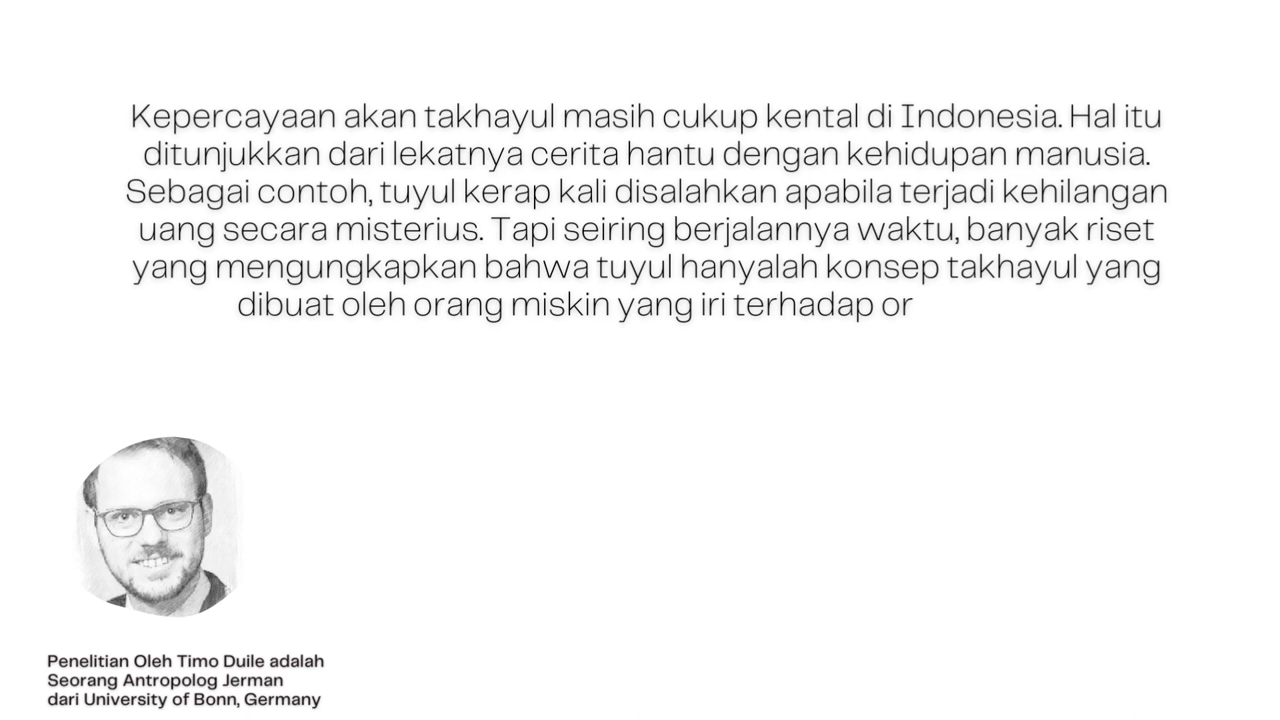 Kepercayaan akan takhayul masih cukup kental di Indonesia. Hal itu
ditunjukkan dari lekatnya cerita hantu dengan kehidupan manusia.
Sebagai contoh, tuyul kerap kali disalahkan apabila terjadi kehilangan
uang secara misterius. Tapi seiring berjalannya waktu, banyak riset
yang mengungkapkan bahwa tuyul hanyalah konsep takhayul yang
dibuat oleh orang miskin yang iri terhadap or
Penelitian Oleh Timo Duile adalah
Seorang Antropolog Jerman
dari University of Bonn, Germany